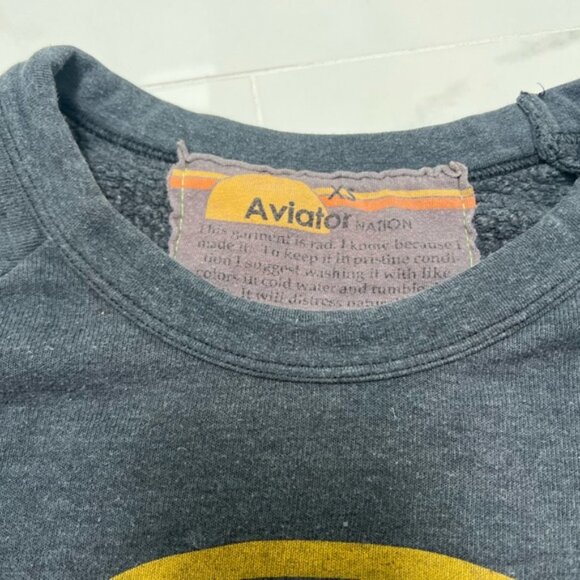 XS
Aviator NATION
This garment is rad. I know because i
made it. To keep it in pristine condi-
tion I suggest washing it with like
colors in cold water and tumble
It will distress